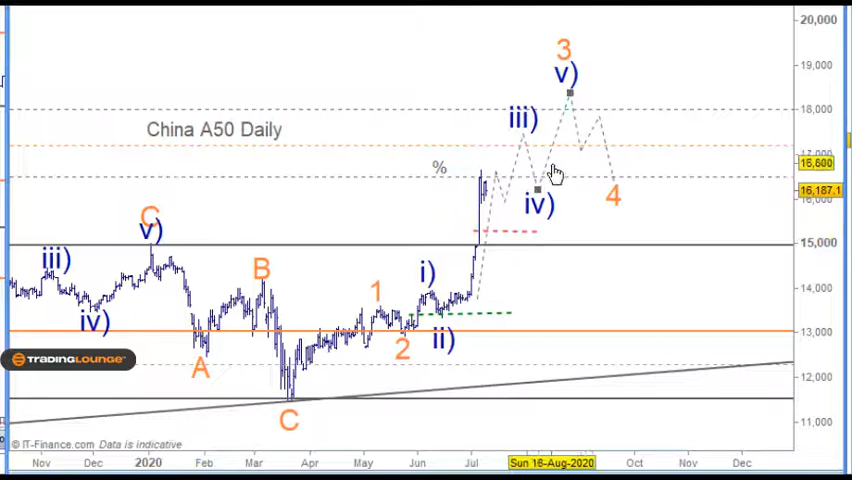 20,000
3
v)
19,000
iii)
18,000
China A50 Daily
17,000
%
16,600
iv)
4
16,187.1
16,000
C
v)
15,000
iii)
B
i)
14,000
iv)
1
13,000
2
ii)
TRADINGLOUNGE™
A
12,000
C
11,000
© IT-Finance.com Data is indicative
Nov Dec 2020 Feb Mar Apr May Jun Jul Sun 16-Aug-2020 Oct Nov Dec